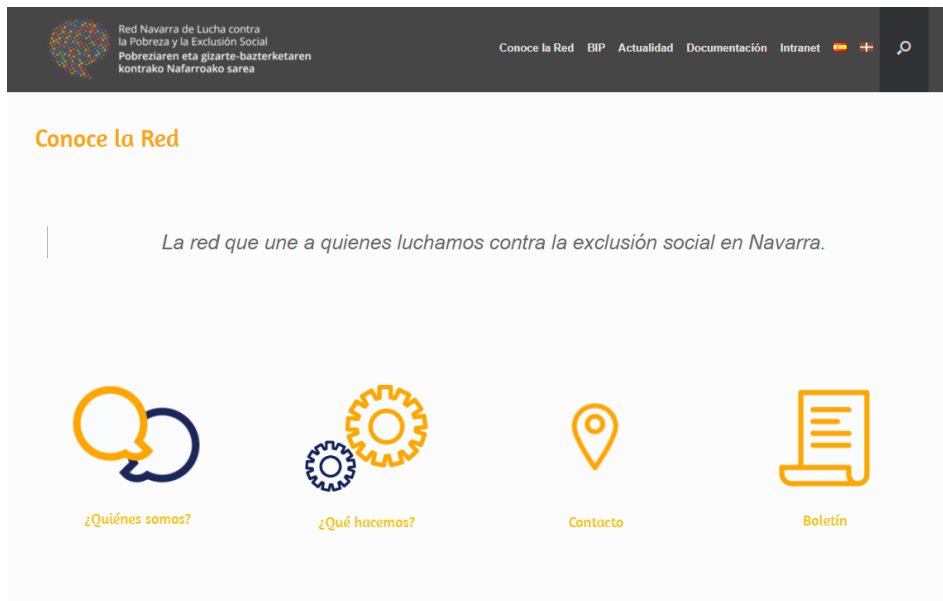 Red Navarra de Lucha contra
la Pobreza y la Exclusión Social
Pobreziaren eta gizarte-bazterketaren
kontrako Nafarroako sarea
Conoce la Red BIP Actualidad Documentación Intranet
Conoce la Red
La red que une a quienes luchamos contra la exclusión social en Navarra.
¿Quiénes somos?
¿Qué hacemos?
Contacto
Boletín